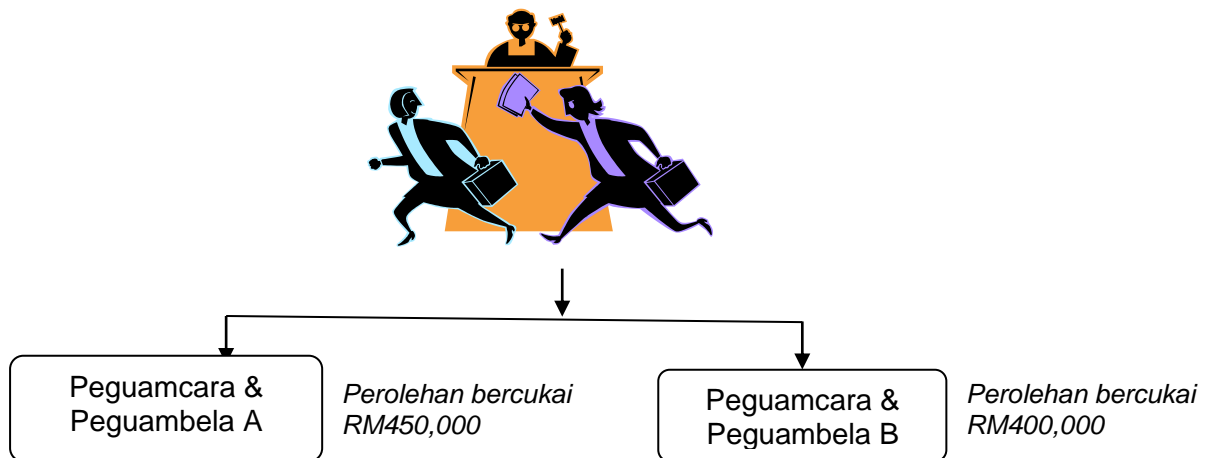 Peguamcara &
Peguambela A
Perolehan bercukai
RM450,000
Peguamcara &
Peguambela B
Perolehan bercukai
RM400,000